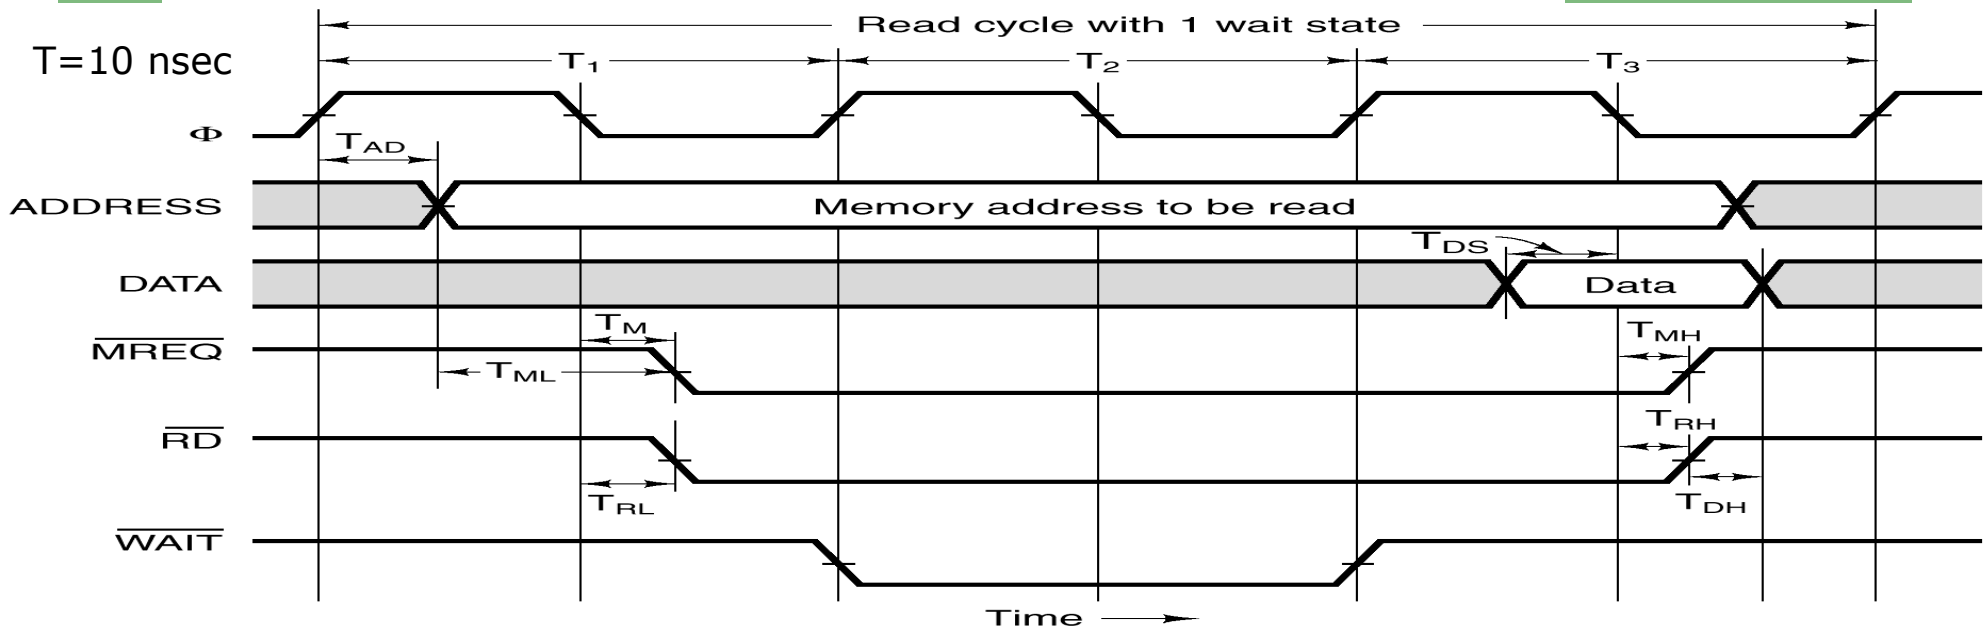 Read cycle with 1 wait state
T=10 nsec
T1
T2
T3
Φ
TAD
ADDRESS
Memory address to be read
TDS
DATA
Data
TM
TMH
MREQ
TML
TRH
RD
TRL
TDH
WAIT
Time